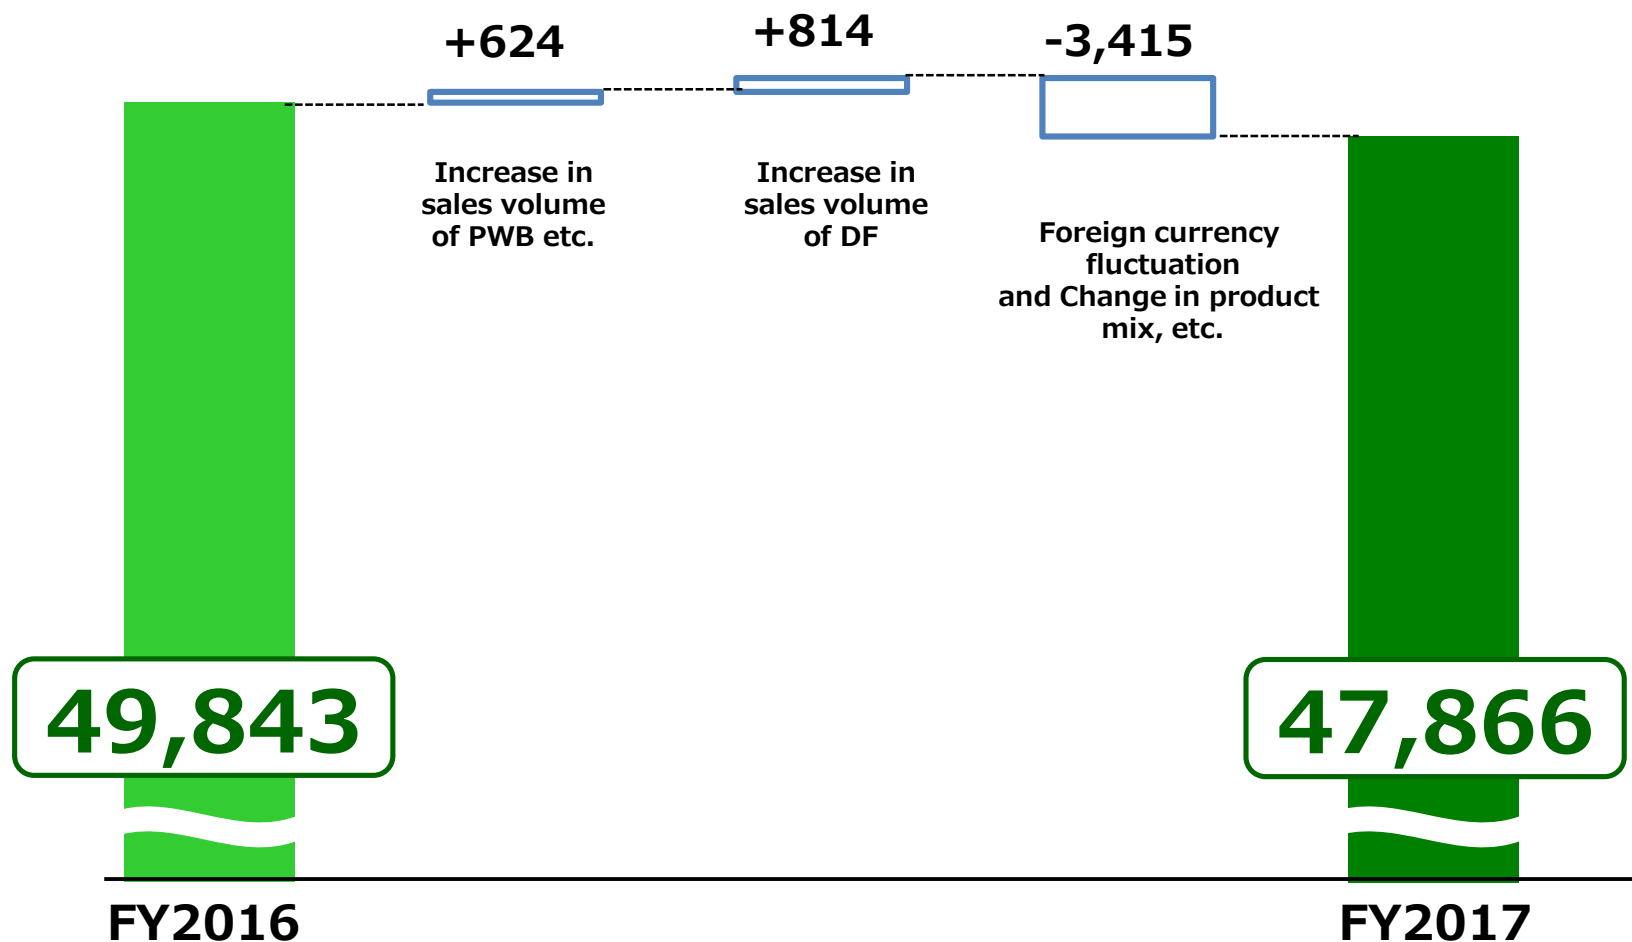 +624
+814
-3,415
Increase in
sales volume
of PWB etc.
Increase in
sales volume
of DF
Foreign currency
fluctuation
and Change in product
mix, etc.
49,843
47,866
FY2016
FY2017